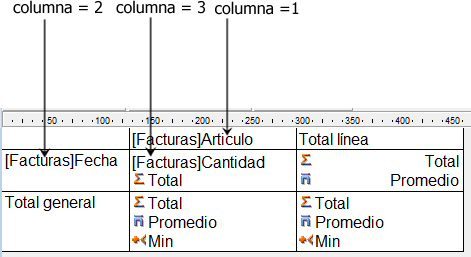 columna = 2 columna = 3 columna =1
50 100 150 200 250 300 350 400 450
[Facturas]Artículo Total línea
[Facturas]Fecha [Facturas]Cantidad Σ Total
Σ Total n Promedio
Total general Σ Total Σ Total
n Promedio n Promedio
Min Min